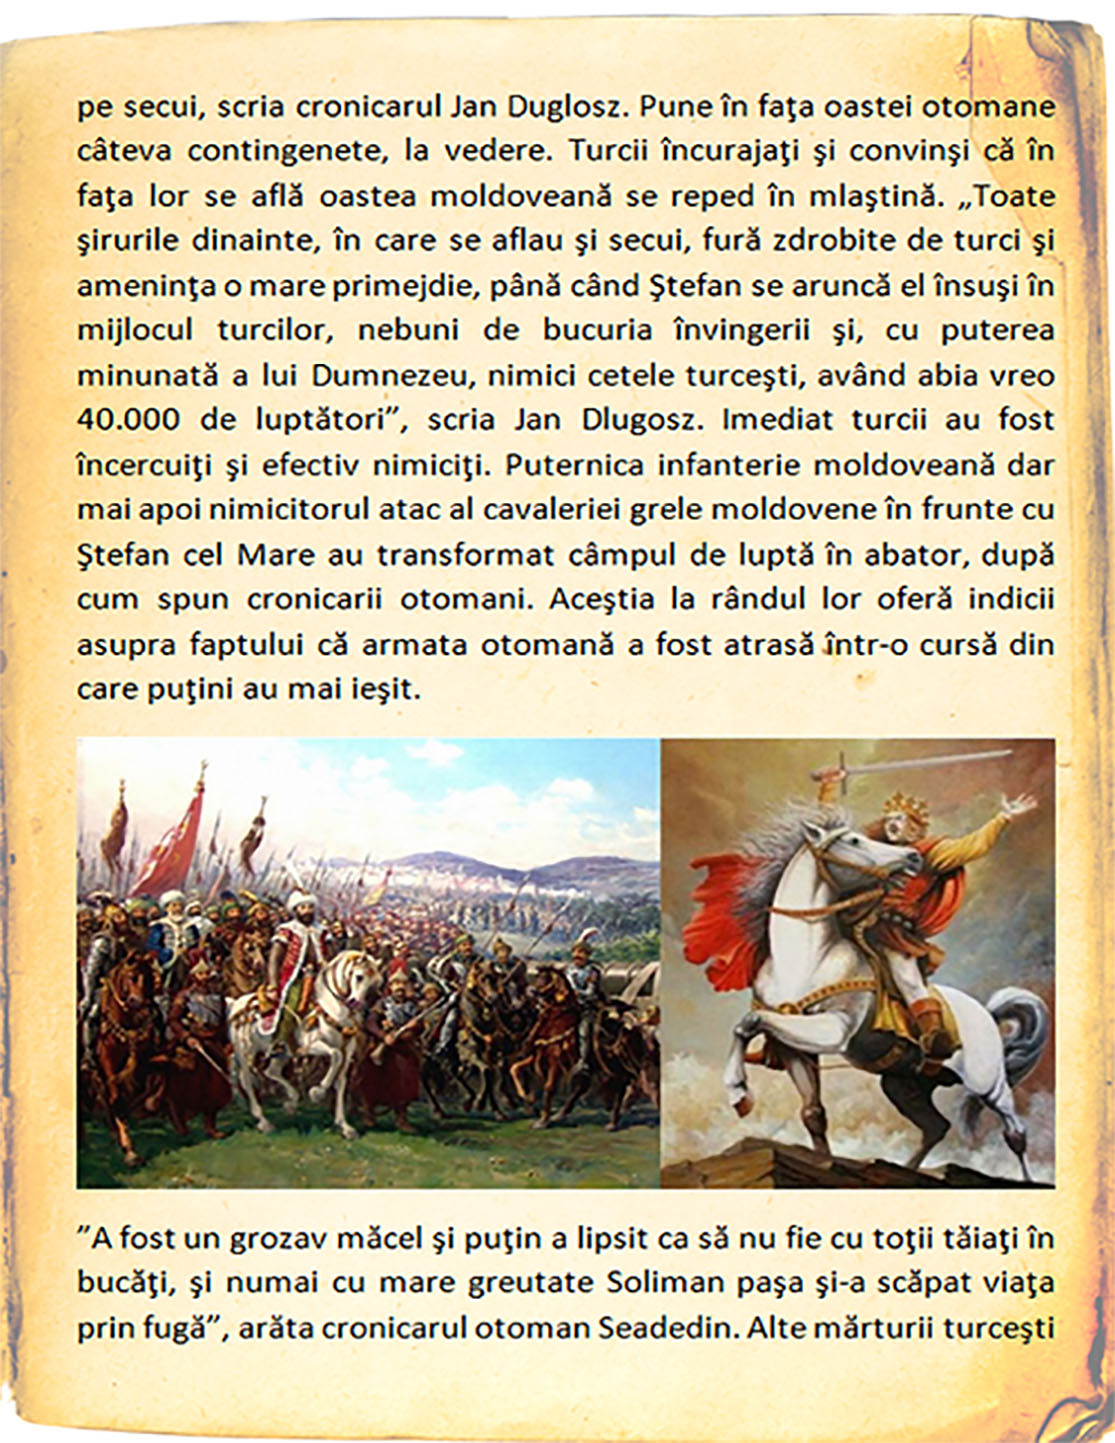 pe secui, scria cronicarul Jan Duglosz. Pune în faţa oastei otomane
câteva contingenete, la vedere. Turcii încurajaţi şi convinşi că în
faţa lor se află oastea moldoveană se reped în mlaştină. „Toate
şirurile dinainte, în care se aflau şi secui, fură zdrobite de turci şi
ameninţa o mare primejdie, până când Ştefan se aruncă el însuşi în
mijlocul turcilor, nebuni de bucuria învingerii şi, cu puterea
minunată a lui Dumnezeu, nimici cetele turceşti, având abia vreo
40.000 de luptători”, scria Jan Dlugosz. Imediat turcii au fost
încercuiţi şi efectiv nimiciţi. Puternica infanterie moldoveană dar
mai apoi nimicitorul atac al cavaleriei grele moldovene în frunte cu
Ştefan cel Mare au transformat câmpul de luptă în abator, după
cum spun cronicarii otomani. Aceştia la rândul lor oferă indicii
asupra faptului că armata otomană a fost atrasă într-o cursă din
care puţini au mai ieşit.
”A fost un grozav măcel şi puţin a lipsit ca să nu fie cu toţii tăiaţi în
bucăţi, şi numai cu mare greutate Soliman paşa şi-a scăpat viaţa
prin fugă”, arăta cronicarul otoman Seadedin. Alte mărturii turceşti